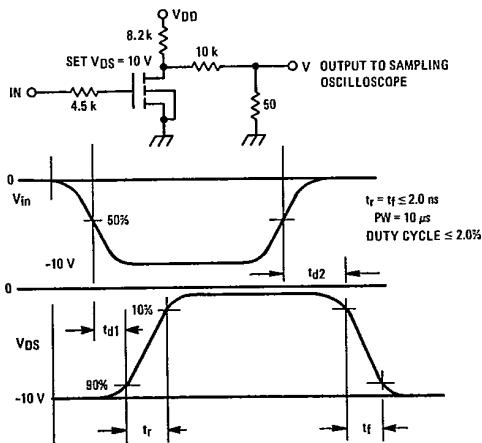 VDD
8.2k
SET VDS = 10 V
10 k
V OUTPUT TO SAMPLING
OSCILLOSCOPE
IN
4.5 k
50
0
Vin
50%
tr = tf ≤ 2.0 ns
PW = 10 µs
DUTY CYCLE ≤ 2.0%
-10 V
td2
0
td1
10%
VDS
90%
-10 V
tr
tf